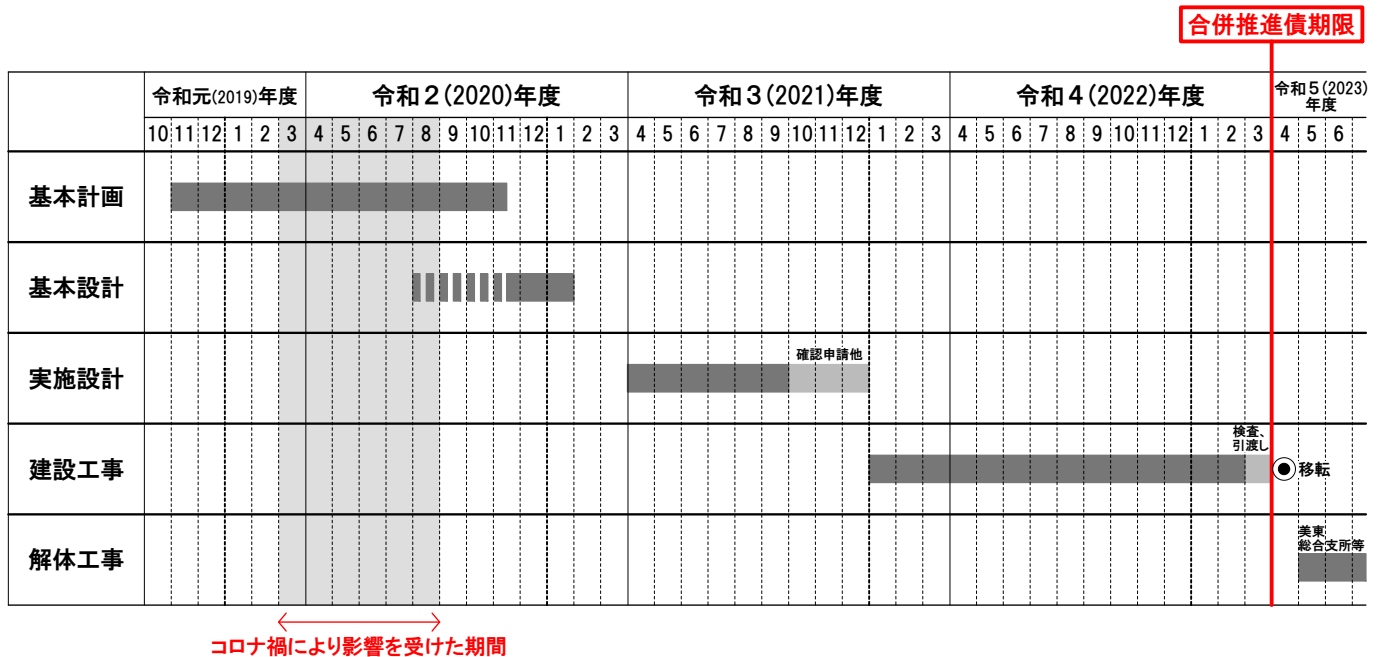 合併推進債期限
令和元(2019)年度 令和２(2020)年度 令和３(2021)年度 令和４(2022)年度 令和５(2023)
年度
10 11 12 1 2 3 4 5 6 7 8 9 10 11 12 1 2 3 4 5 6 7 8 9 10 11 12 1 2 3 4 5 6 7 8 9 10 11 12 1 2 3 4 5 6
基本計画
基本設計
確認申請他
実施設計
検査、
引渡し
建設工事 移転
美東
総合支所等
解体工事
コロナ禍により影響を受けた期間